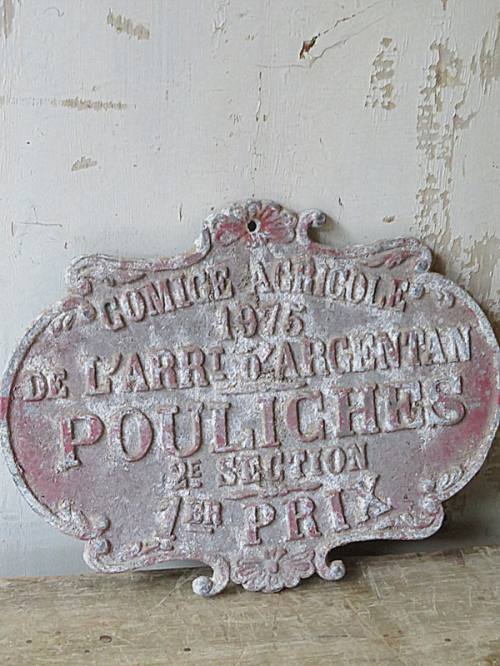 COMICE AGRICOLE
1975
DE L'ARRT D'ARGENTAN
POULICHES
2E SECTION
1ER PRIX